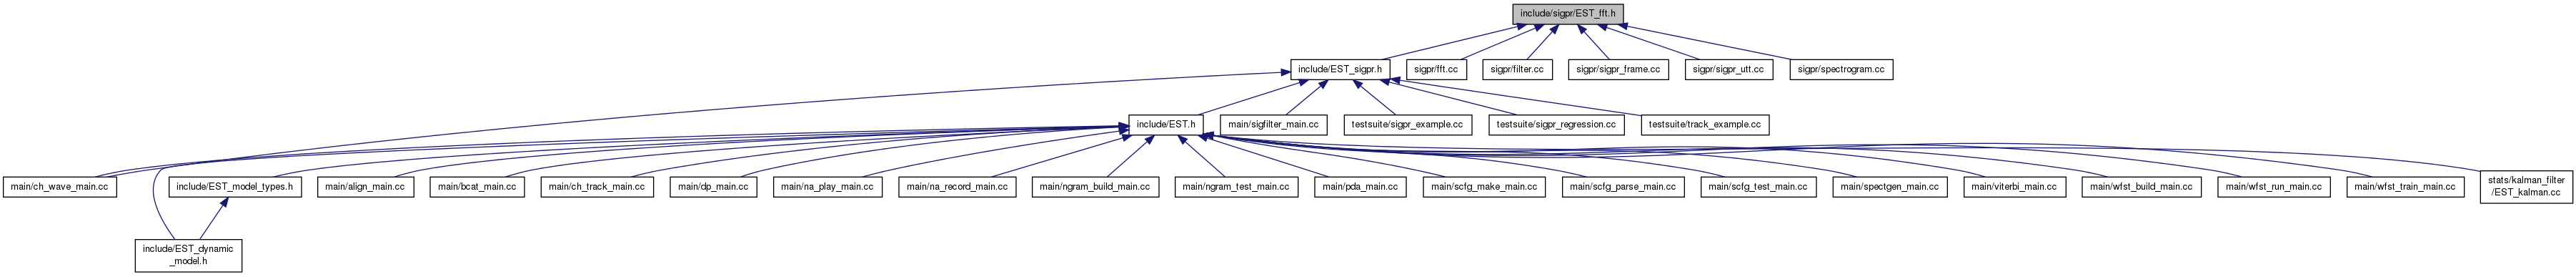 include/sigpr/EST_fft.h
include/EST_sigpr.h
sigpr/fft.cc
sigpr/filter.cc
sigpr/sigpr_frame.cc
sigpr/sigpr_utt.cc
sigpr/spectrogram.cc
include/EST.h
main/sigfilter_main.cc
testsuite/sigpr_example.cc
testsuite/sigpr_regression.cc
testsuite/track_example.cc
main/ch_wave_main.cc
include/EST_model_types.h
main/align_main.cc
main/bcat_main.cc
main/ch_track_main.cc
main/dp_main.cc
main/na_play_main.cc
main/na_record_main.cc
main/ngram_build_main.cc
main/ngram_test_main.cc
main/pda_main.cc
main/scfg_make_main.cc
main/scfg_parse_main.cc
main/scfg_test_main.cc
main/spectgen_main.cc
main/viterbi_main.cc
main/wfst_build_main.cc
main/wfst_run_main.cc
main/wfst_train_main.cc
stats/kalman_filter
/EST_kalman.cc
include/EST_dynamic
_model.h